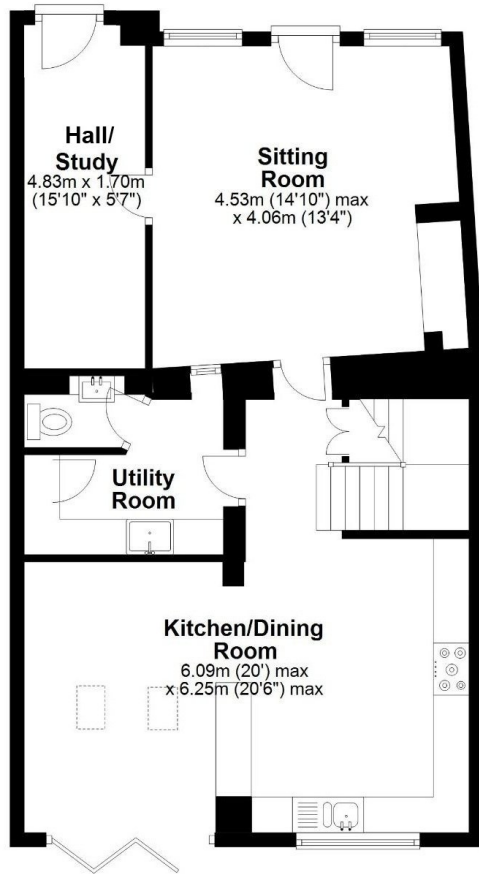 Hall/
Study
4.83m x 1.70m
(15'10" x 5'7")
Sitting
Room
4.53m (14'10") max
x 4.06m (13'4")
Utility
Room
Kitchen/Dining
Room
6.09m (20') max
x 6.25m (20'6") max